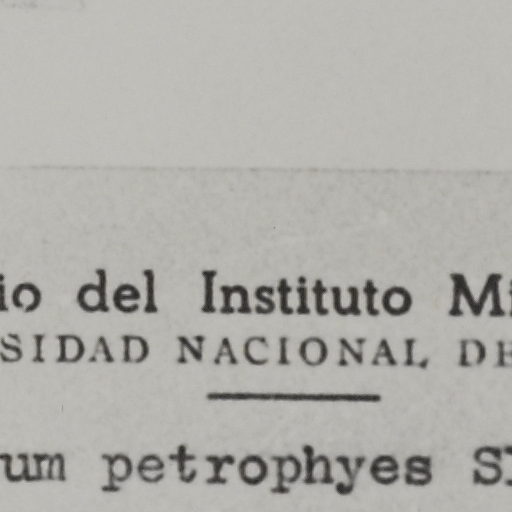 io del Instituto Mi
SIDAD NACIONAL DE
um petrophyes S